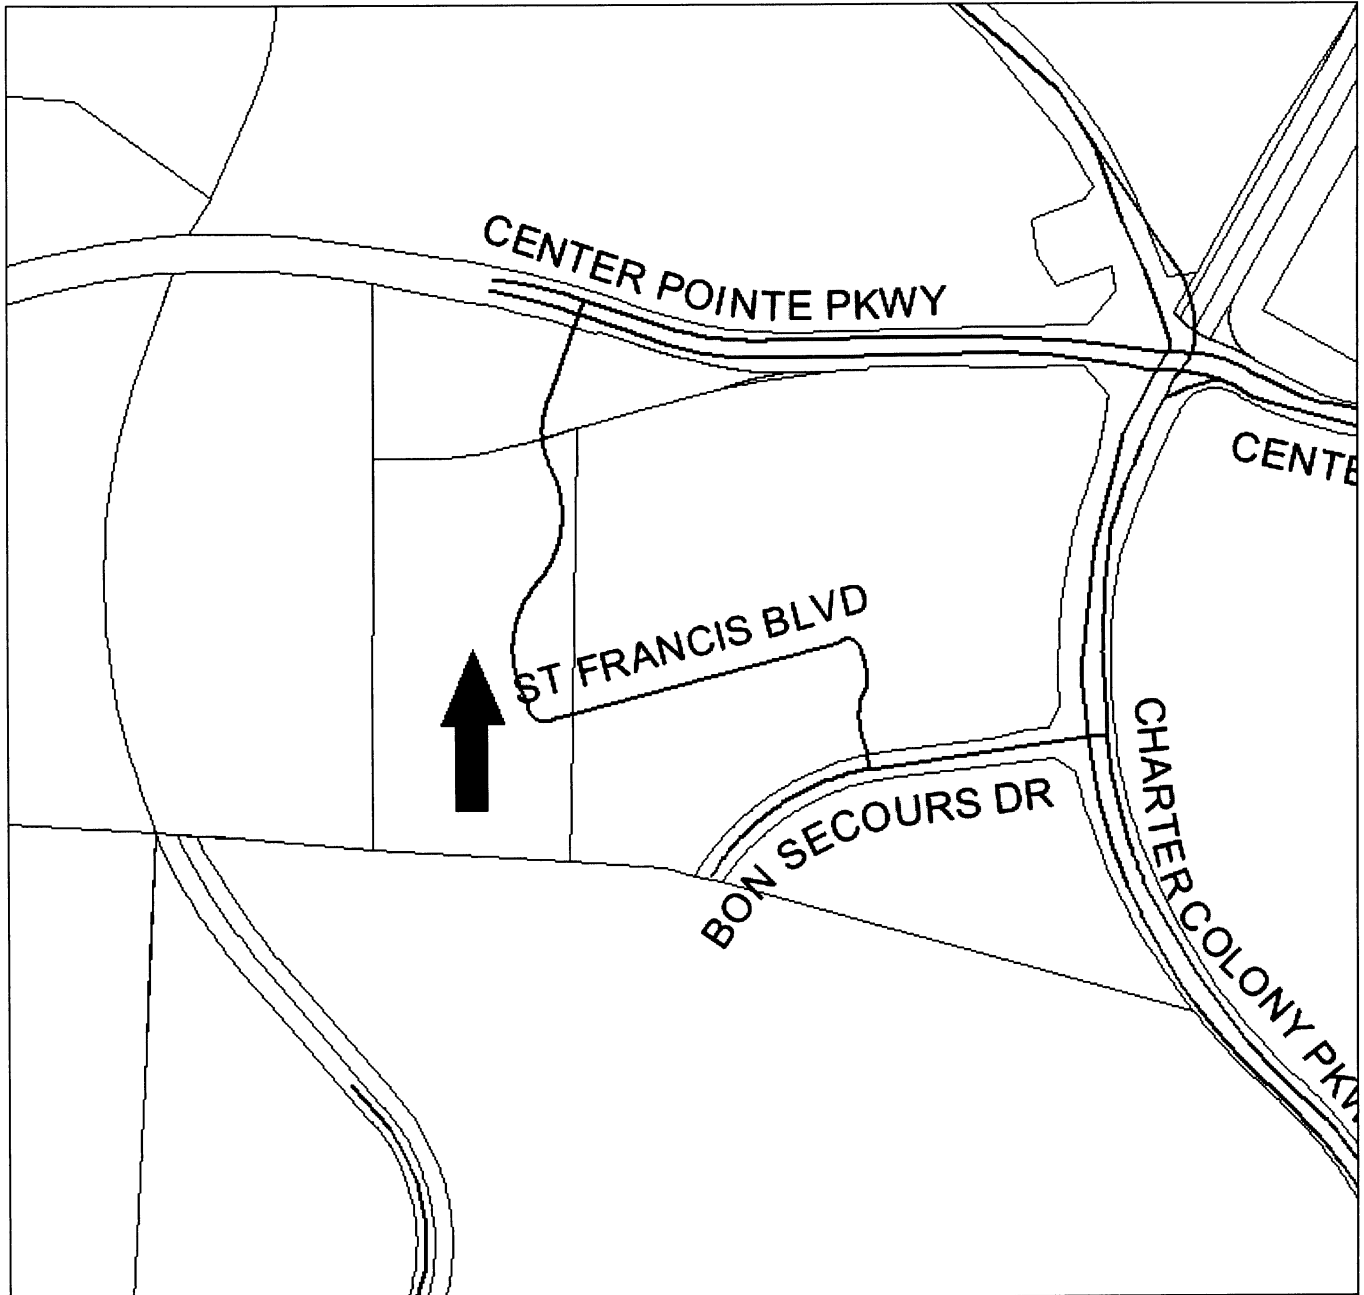 CENTER POINTE PKWY
CENTE
ST FRANCIS BLVD
BON SECOURS DR
CHARTER COLONY PKW